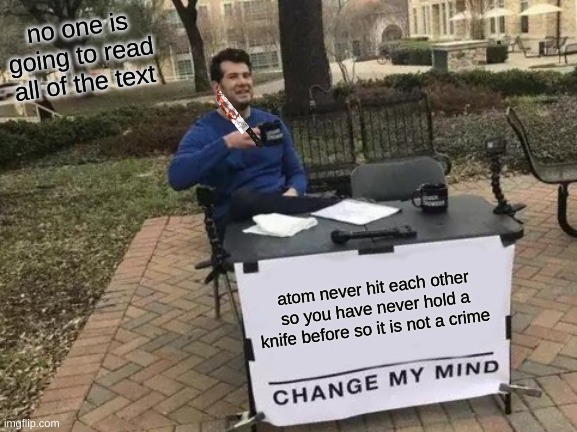 no one is
going to read
all of the text
atom never hit each other
so you have never hold a
knife before so it is not a crime
CHANGE MY MIND
imgflip.com